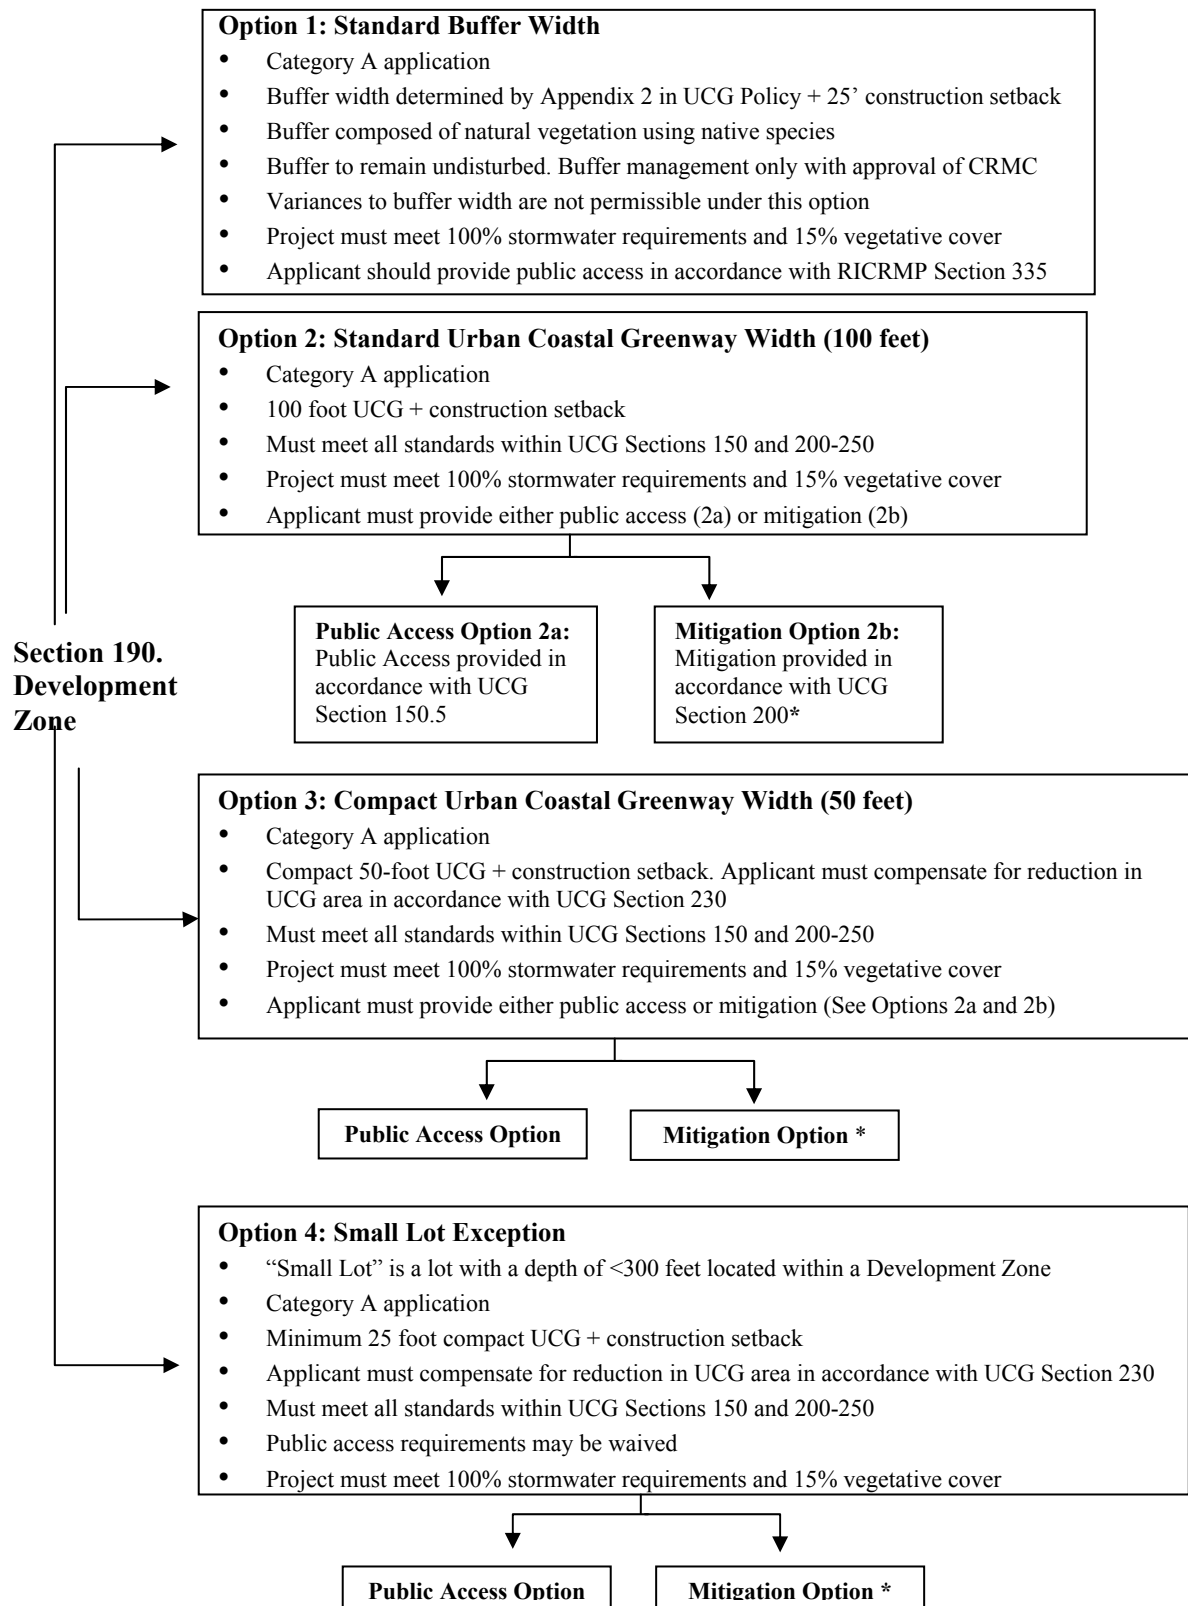 Option 1: Standard Buffer Width
• Category A application
• Buffer width determined by Appendix 2 in UCG Policy + 25’ construction setback
• Buffer composed of natural vegetation using native species
• Buffer to remain undisturbed. Buffer management only with approval of CRMC
• Variances to buffer width are not permissible under this option
• Project must meet 100% stormwater requirements and 15% vegetative cover
• Applicant should provide public access in accordance with RICRMP Section 335
Option 2: Standard Urban Coastal Greenway Width (100 feet)
• Category A application
• 100 foot UCG + construction setback
• Must meet all standards within UCG Sections 150 and 200-250
• Project must meet 100% stormwater requirements and 15% vegetative cover
• Applicant must provide either public access (2a) or mitigation (2b)
Public Access Option 2a:
Public Access provided in
accordance with UCG
Section 150.5
Mitigation Option 2b:
Mitigation provided in
accordance with UCG
Section 200*
Section 190.
Development
Zone
Option 3: Compact Urban Coastal Greenway Width (50 feet)
• Category A application
• Compact 50-foot UCG + construction setback. Applicant must compensate for reduction in
UCG area in accordance with UCG Section 230
• Must meet all standards within UCG Sections 150 and 200-250
• Project must meet 100% stormwater requirements and 15% vegetative cover
• Applicant must provide either public access or mitigation (See Options 2a and 2b)
Public Access Option
Mitigation Option *
Option 4: Small Lot Exception
• “Small Lot” is a lot with a depth of <300 feet located within a Development Zone
• Category A application
• Minimum 25 foot compact UCG + construction setback
• Applicant must compensate for reduction in UCG area in accordance with UCG Section 230
• Must meet all standards within UCG Sections 150 and 200-250
• Public access requirements may be waived
• Project must meet 100% stormwater requirements and 15% vegetative cover
Public Access Option
Mitigation Option *